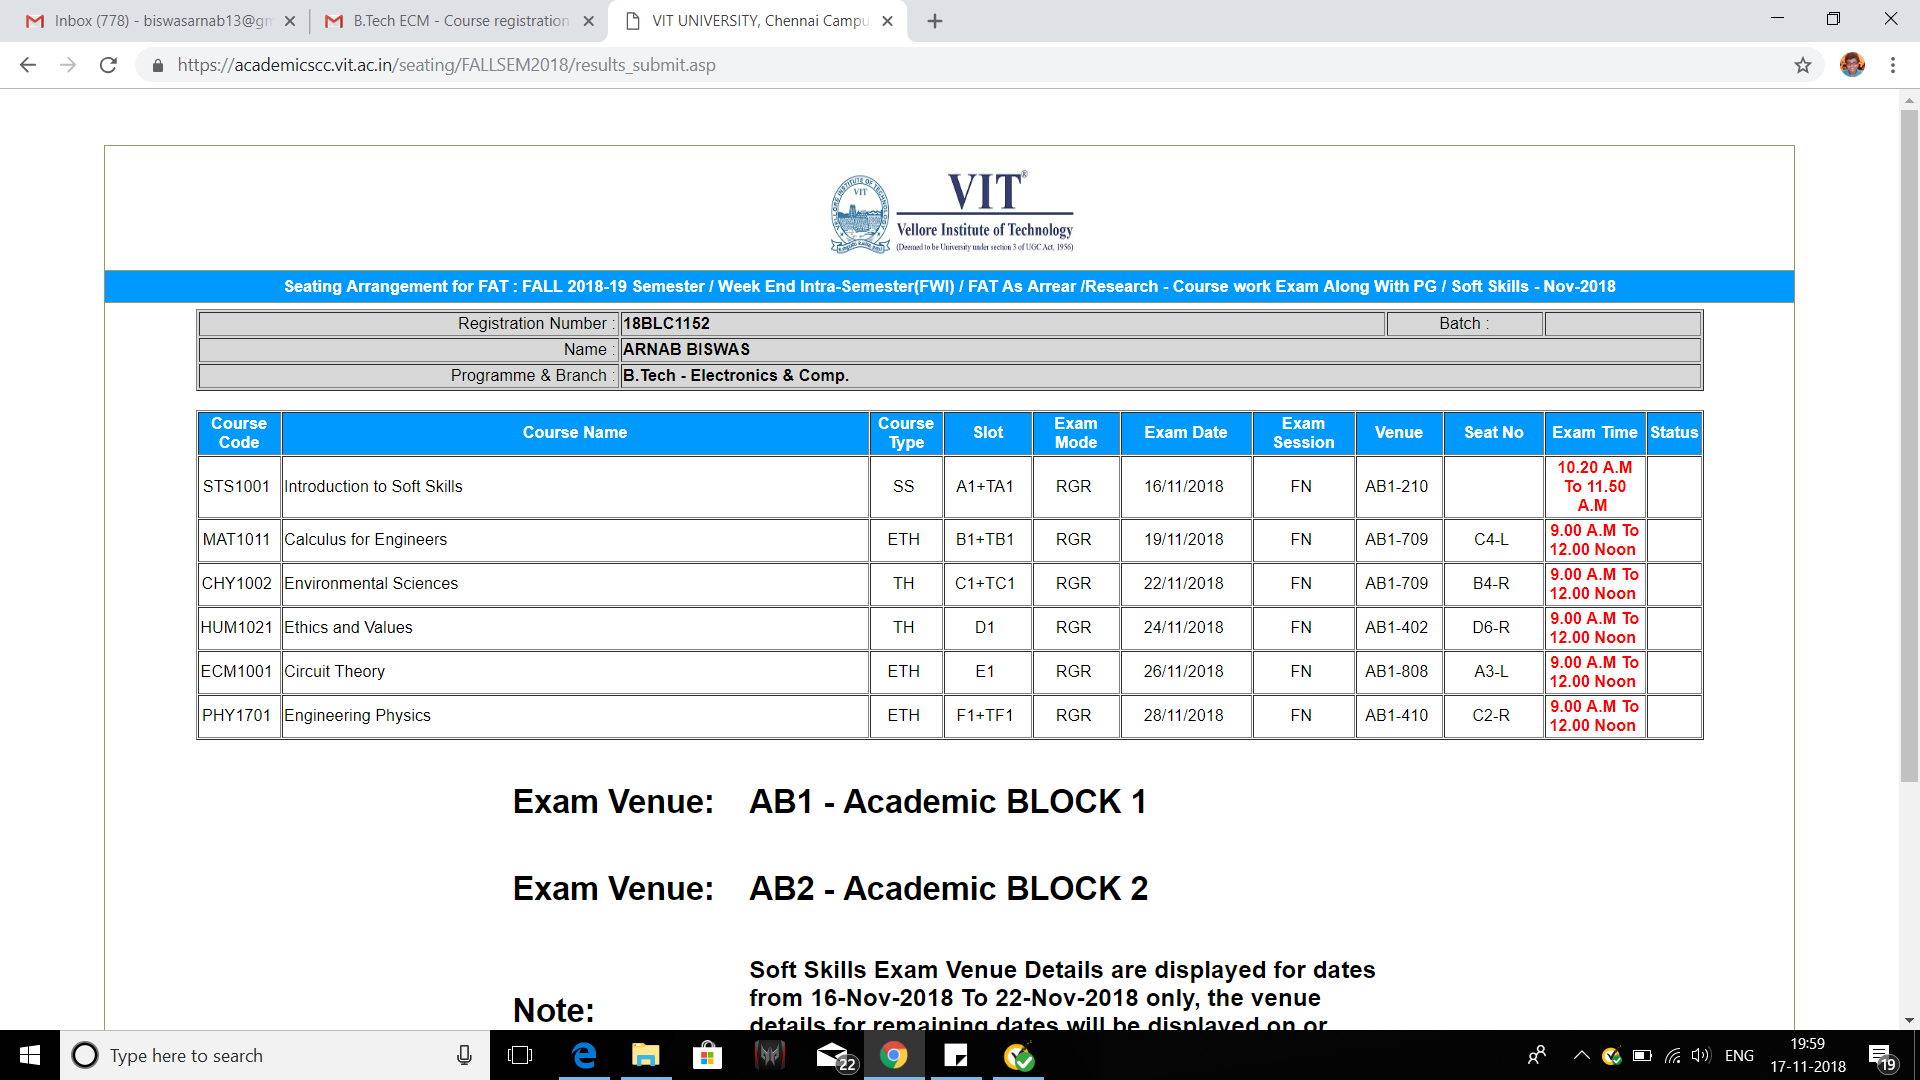 Inbox (778) - biswasarnab13@gm
B.Tech ECM - Course registration
VIT UNIVERSITY, Chennai Campu
https://academicscc.vit.ac.in/seating/FALLSEM2018/results_submit.asp
VIT
VIT®
Vellore Institute of Technology
(Deemed to be University under section 3 of UGC Act, 1956)
Seating Arrangement for FAT : FALL 2018-19 Semester / Week End Intra-Semester(FWI) / FAT As Arrear /Research - Course work Exam Along With PG / Soft Skills - Nov-2018
Registration Number : 18BLC1152 Batch :
Name : ARNAB BISWAS
Programme & Branch : B.Tech - Electronics & Comp.
Course Code Course Name Course Type Slot Exam Mode Exam Date Exam Session Venue Seat No Exam Time Status
STS1001 Introduction to Soft Skills SS A1+TA1 RGR 16/11/2018 FN AB1-210 10.20 A.M To 11.50 A.M
MAT1011 Calculus for Engineers ETH B1+TB1 RGR 19/11/2018 FN AB1-709 C4-L 9.00 A.M To 12.00 Noon
CHY1002 Environmental Sciences TH C1+TC1 RGR 22/11/2018 FN AB1-709 B4-R 9.00 A.M To 12.00 Noon
HUM1021 Ethics and Values TH D1 RGR 24/11/2018 FN AB1-402 D6-R 9.00 A.M To 12.00 Noon
ECM1001 Circuit Theory ETH E1 RGR 26/11/2018 FN AB1-808 A3-L 9.00 A.M To 12.00 Noon
PHY1701 Engineering Physics ETH F1+TF1 RGR 28/11/2018 FN AB1-410 C2-R 9.00 A.M To 12.00 Noon
Exam Venue: AB1 - Academic BLOCK 1
Exam Venue: AB2 - Academic BLOCK 2
Note:
Soft Skills Exam Venue Details are displayed for dates
from 16-Nov-2018 To 22-Nov-2018 only, the venue
details for remaining dates will be displayed on or
Type here to search
22
ENG
19:59
17-11-2018
19